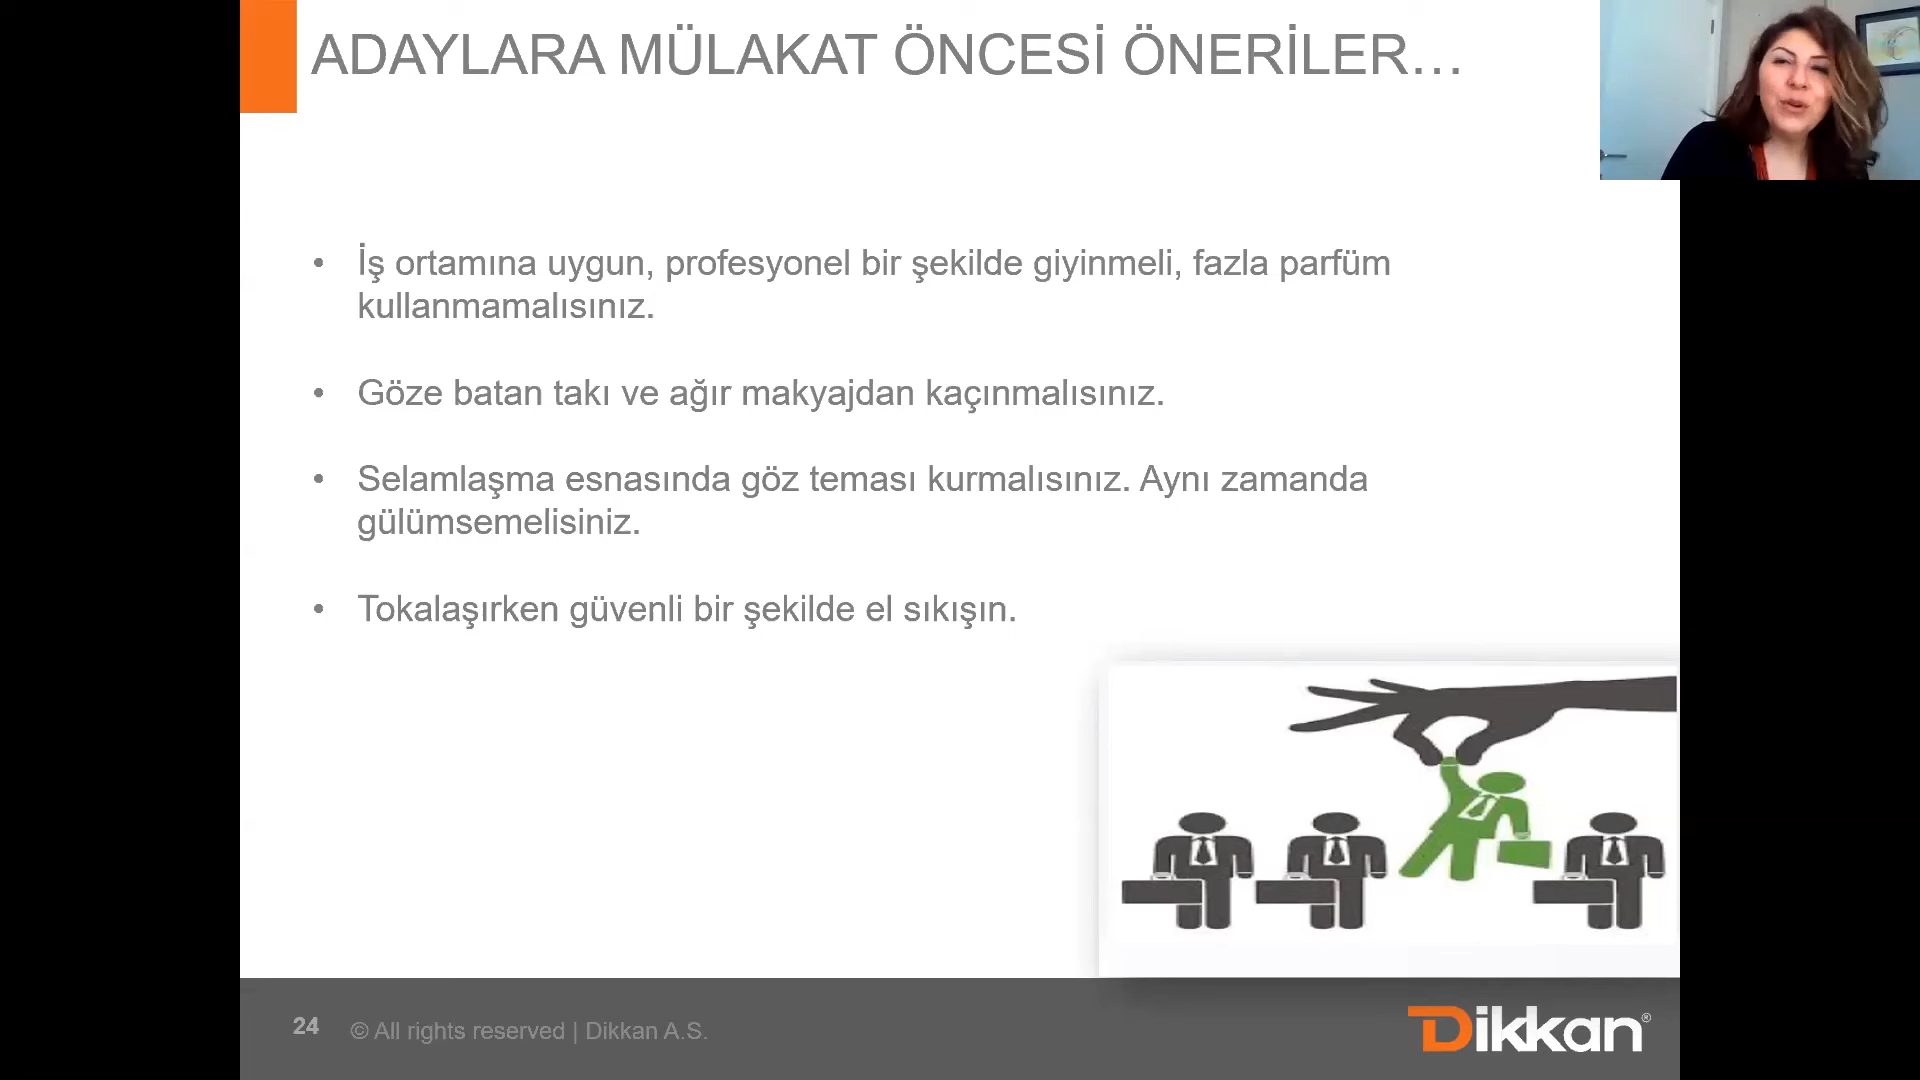 ADAYLARA MÜLAKAT ÖNCESİ ÖNERİLER...
• İş ortamına uygun, profesyonel bir şekilde giyinmeli, fazla parfüm
kullanmamalısınız.
• Göze batan takı ve ağır makyajdan kaçınmalısınız.
• Selamlaşma esnasında göz teması kurmalısınız. Aynı zamanda
gülümsemelisiniz.
• Tokalaşırken güvenli bir şekilde el sıkışın.
24 © All rights reserved | Dikkan A.S.
Dikkan®